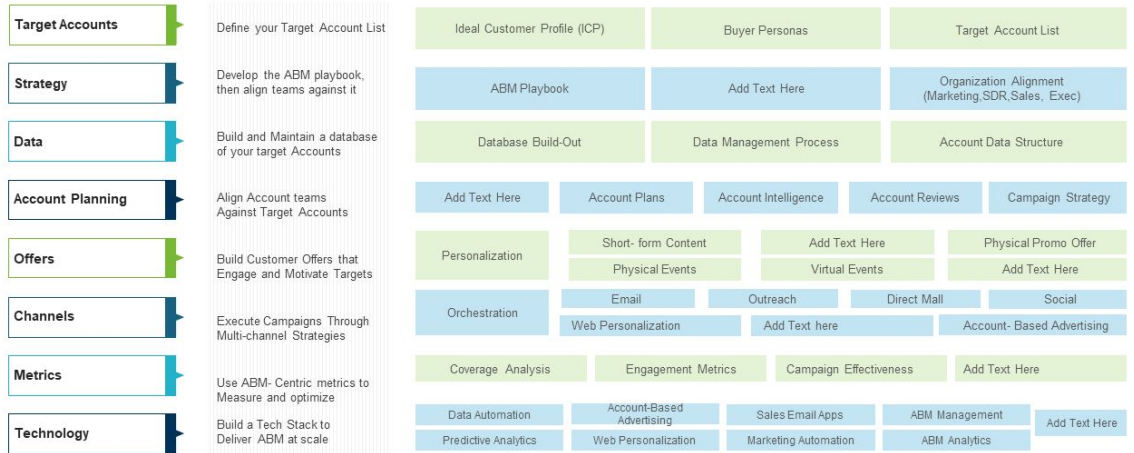 Target Accounts
Define your Target Account List
Ideal Customer Profile (ICP)
Buyer Personas
Target Account List
Strategy
Develop the ABM playbook,
then align teams against it
ABM Playbook
Add Text Here
Organization Alignment
(Marketing,SDR,Sales, Exec)
Data
Build and Maintain a database
of your target Accounts
Database Build-Out
Data Management Process
Account Data Structure
Account Planning
Align Account teams
Against Target Accounts
Add Text Here
Account Plans
Account Intelligence
Account Reviews
Campaign Strategy
Offers
Build Customer Offers that
Engage and Motivate Targets
Personalization
Short- form Content
Add Text Here
Physical Promo Offer
Physical Events
Virtual Events
Add Text Here
Channels
Execute Campaigns Through
Multi-channel Strategies
Orchestration
Email
Outreach
Direct Mall
Social
Web Personalization
Add Text here
Account- Based Advertising
Metrics
Use ABM- Centric metrics to
Measure and optimize
Coverage Analysis
Engagement Metrics
Campaign Effectiveness
Add Text Here
Technology
Build a Tech Stack to
Deliver ABM at scale
Data Automation
Account-Based
Advertising
Sales Email Apps
ABM Management
Add Text Here
Predictive Analytics
Web Personalization
Marketing Automation
ABM Analytics